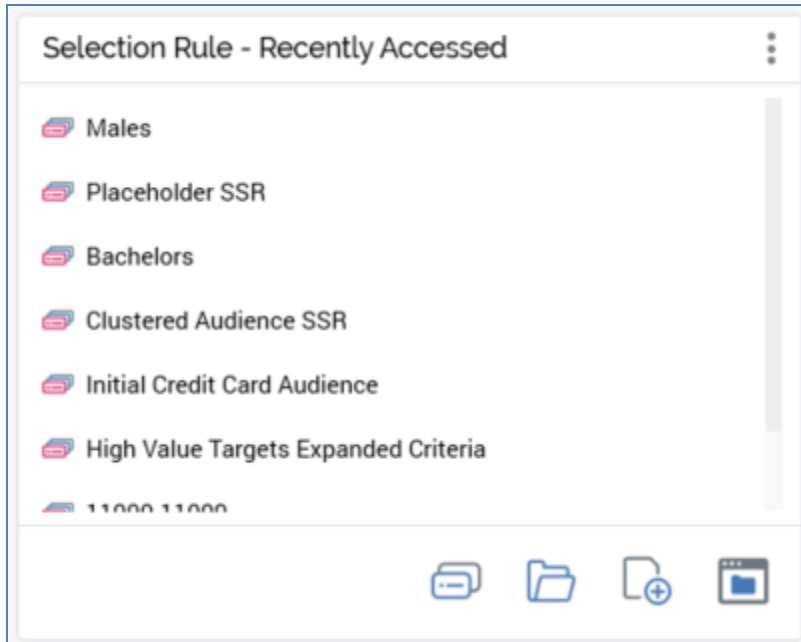 Selection Rule - Recently Accessed
Males
Placeholder SSR
Bachelors
Clustered Audience SSR
Initial Credit Card Audience
High Value Targets Expanded Criteria